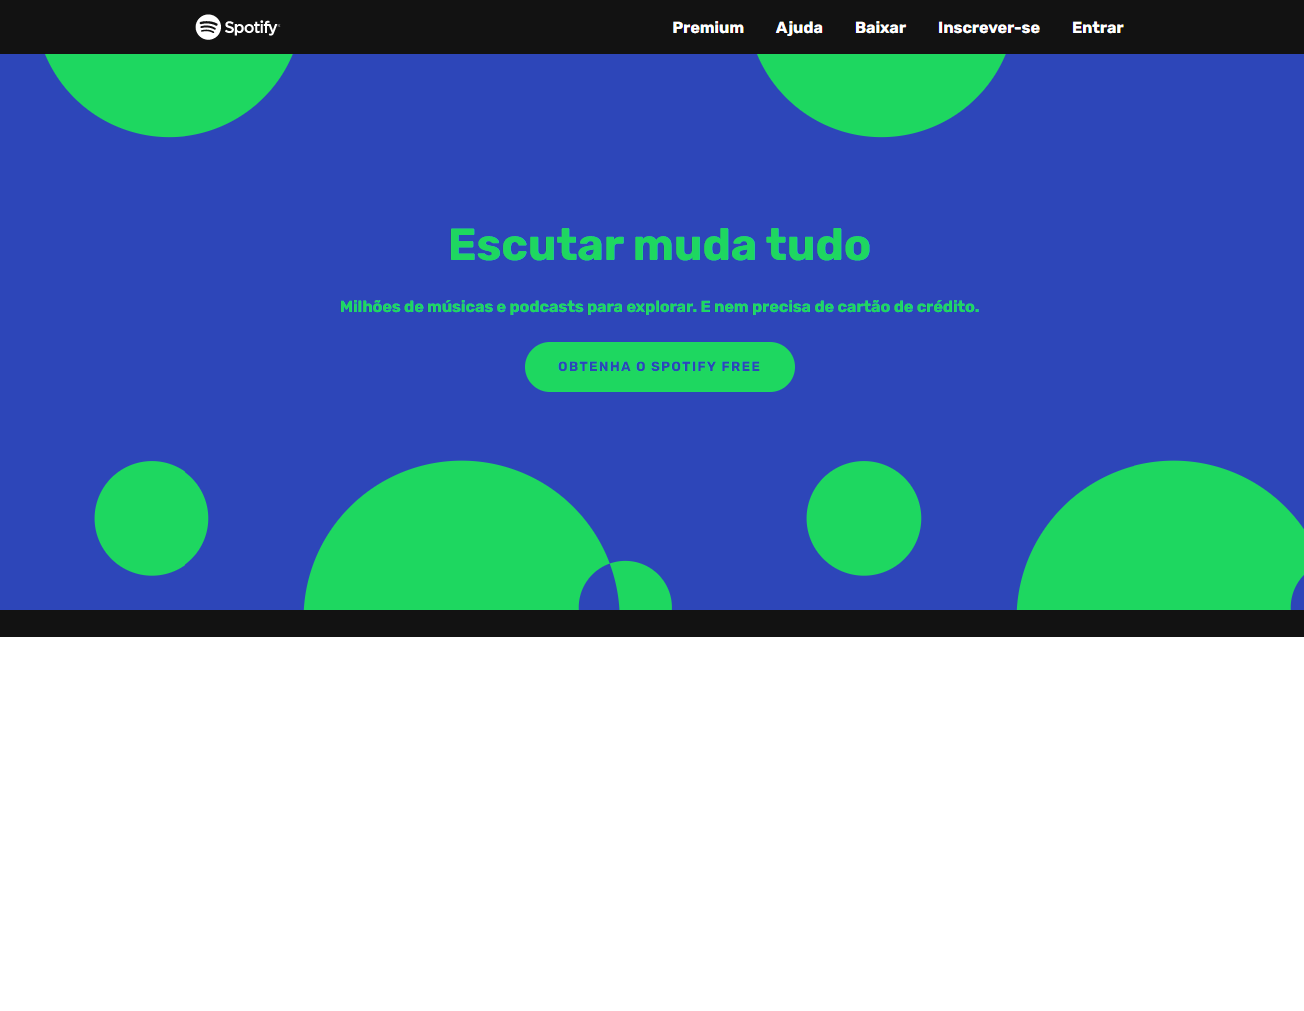 Spotify
Premium Ajuda Baixar Inscrever-se Entrar
Escutar muda tudo
Milhões de músicas e podcasts para explorar. E nem precisa de cartão de crédito.
OBTENHA O SPOTIFY FREE